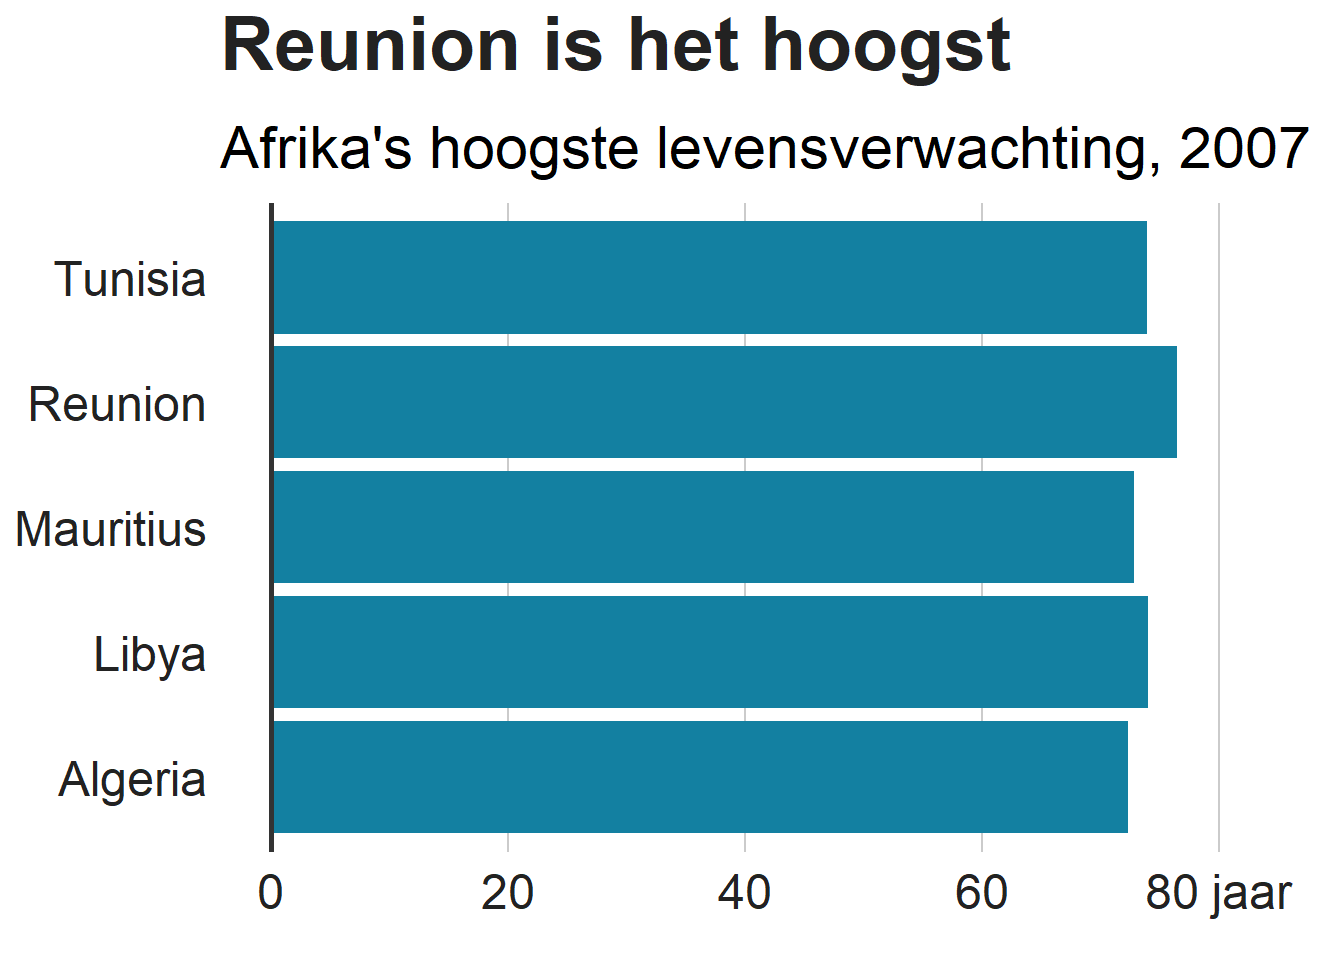 Reunion is het hoogst
Afrika's hoogste levensverwachting, 2007
Tunisia
Reunion
Mauritius
Libya
Algeria
0 20 40 60 80 jaar